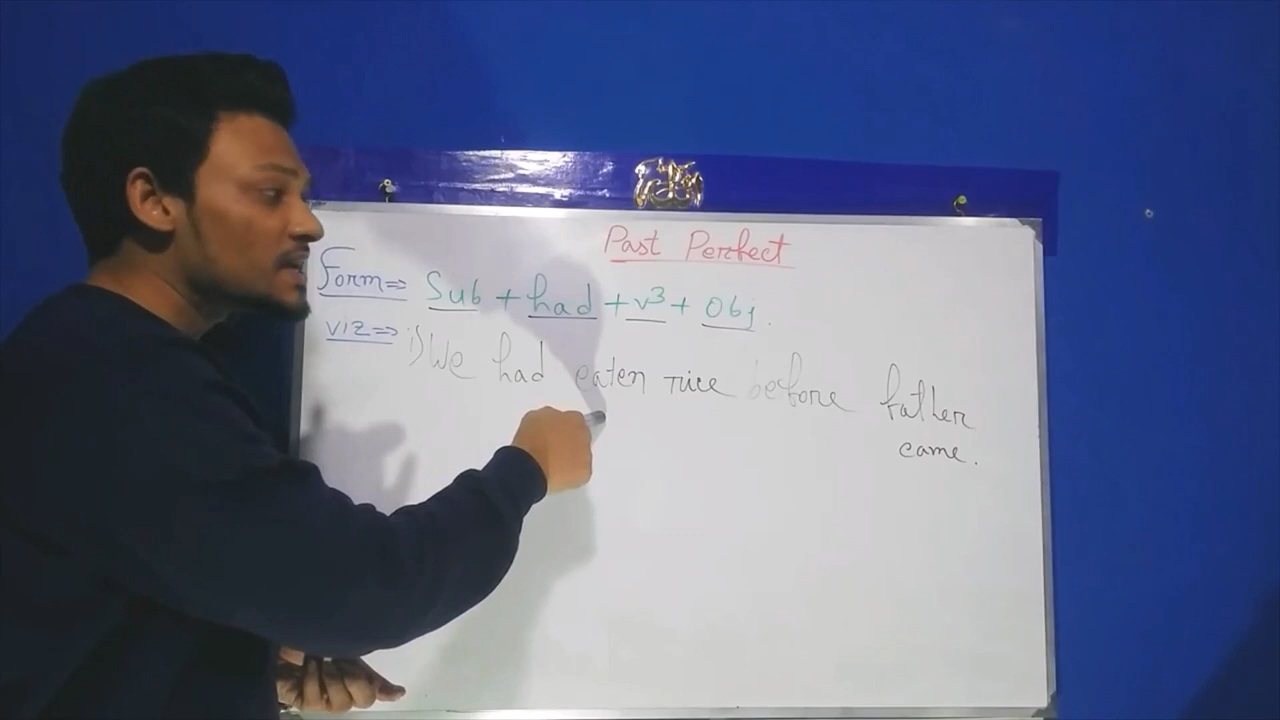 Past Perfect
Form⇒ Sub + had + v³ + Obj.
viz⇒ i) We had eaten rice before father
came.